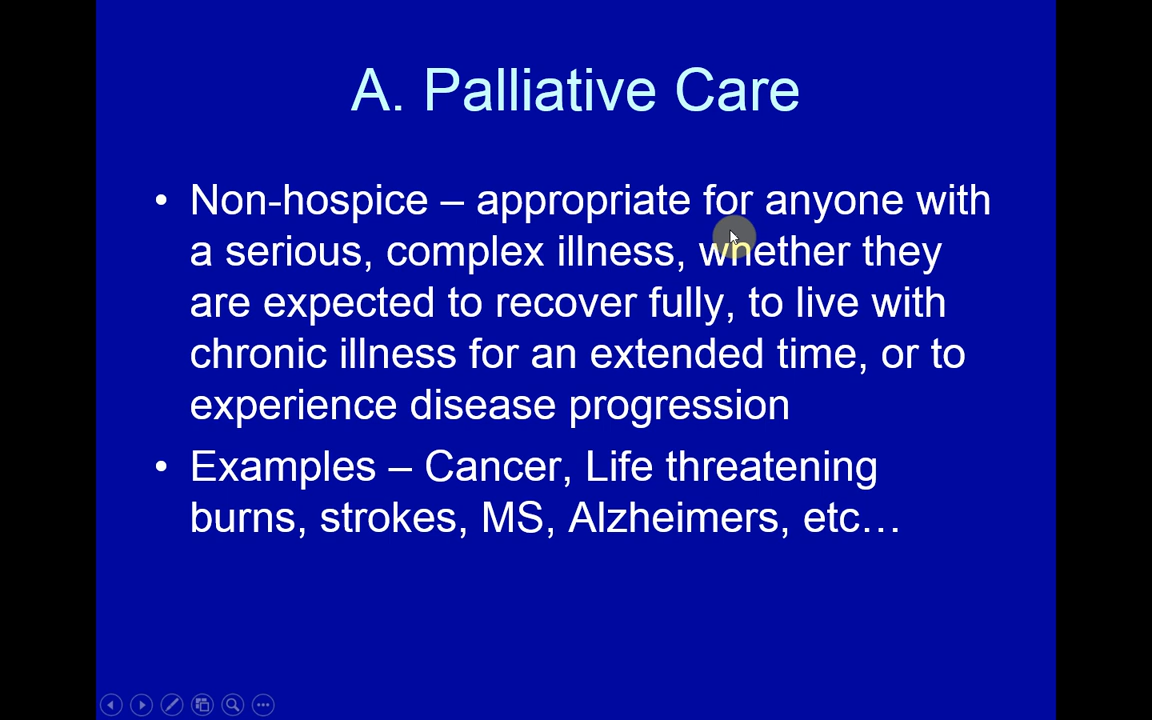 A. Palliative Care
• Non-hospice – appropriate for anyone with
a serious, complex illness, whether they
are expected to recover fully, to live with
chronic illness for an extended time, or to
experience disease progression
• Examples – Cancer, Life threatening
burns, strokes, MS, Alzheimers, etc…